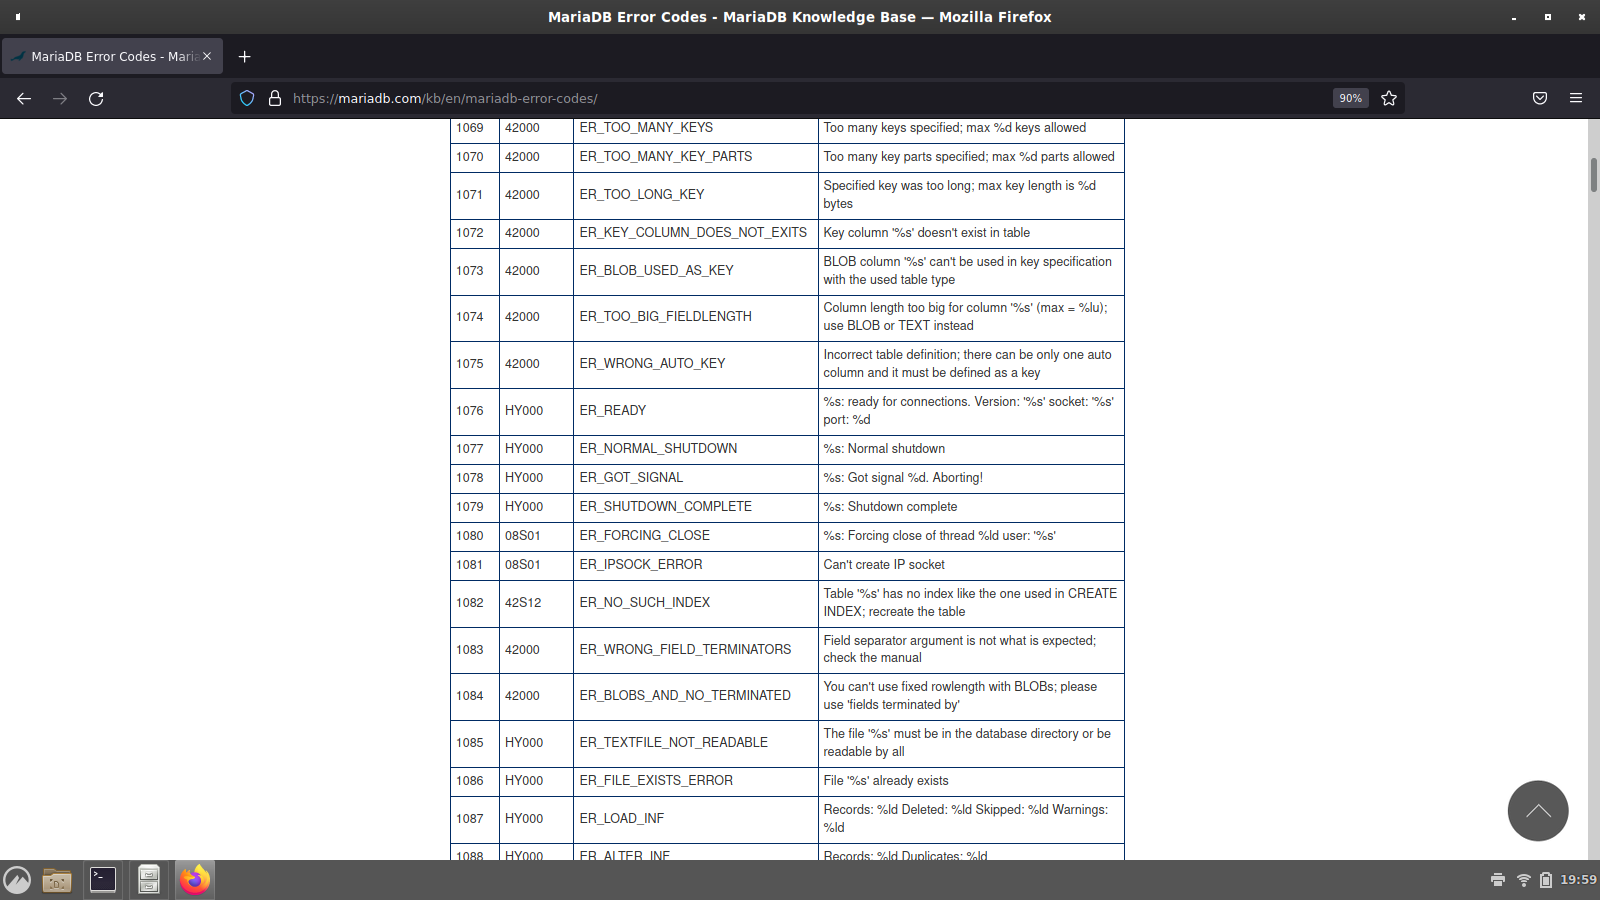 MariaDB Error Codes - MariaDB Knowledge Base — Mozilla Firefox
MariaDB Error Codes - Maria
https://mariadb.com/kb/en/mariadb-error-codes/
90%
1069 42000 ER_TOO_MANY_KEYS Too many keys specified; max %d keys allowed
1070 42000 ER_TOO_MANY_KEY_PARTS Too many key parts specified; max %d parts allowed
1071 42000 ER_TOO_LONG_KEY Specified key was too long; max key length is %d
bytes
1072 42000 ER_KEY_COLUMN_DOES_NOT_EXITS Key column '%s' doesn't exist in table
1073 42000 ER_BLOB_USED_AS_KEY BLOB column '%s' can't be used in key specification
with the used table type
1074 42000 ER_TOO_BIG_FIELDLENGTH Column length too big for column '%s' (max = %lu);
use BLOB or TEXT instead
1075 42000 ER_WRONG_AUTO_KEY Incorrect table definition; there can be only one auto
column and it must be defined as a key
1076 HY000 ER_READY %s: ready for connections. Version: '%s' socket: '%s'
port: %d
1077 HY000 ER_NORMAL_SHUTDOWN %s: Normal shutdown
1078 HY000 ER_GOT_SIGNAL %s: Got signal %d. Aborting!
1079 HY000 ER_SHUTDOWN_COMPLETE %s: Shutdown complete
1080 08S01 ER_FORCING_CLOSE %s: Forcing close of thread %ld user: '%s'
1081 08S01 ER_IPSOCK_ERROR Can't create IP socket
1082 42S12 ER_NO_SUCH_INDEX Table '%s' has no index like the one used in CREATE
INDEX; recreate the table
1083 42000 ER_WRONG_FIELD_TERMINATORS Field separator argument is not what is expected;
check the manual
1084 42000 ER_BLOBS_AND_NO_TERMINATED You can't use fixed rowlength with BLOBs; please
use 'fields terminated by'
1085 HY000 ER_TEXTFILE_NOT_READABLE The file '%s' must be in the database directory or be
readable by all
1086 HY000 ER_FILE_EXISTS_ERROR File '%s' already exists
1087 HY000 ER_LOAD_INF Records: %ld Deleted: %ld Skipped: %ld Warnings:
%ld
1088 HY000 ER_ALTER_INF Records: %ld Duplicates: %ld
19:59